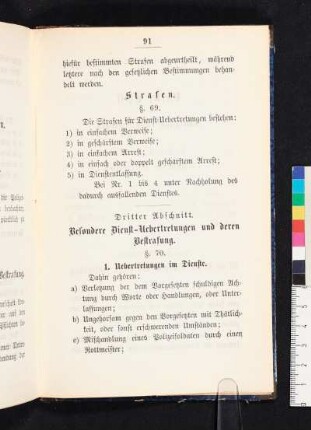 91
hiefür bestimmten Strafen abgeurtheilt, während
letztere nach den gesetzlichen Bestimmungen behan-
delt werden.
Strafen.
§. 69.
Die Strafen für Dienst-Uebertretungen bestehen:
1) in einfachem Verweise;
2) in geschärftem Verweise;
3) in einfachem Arrest;
4) in einfach oder doppelt geschärftem Arrest;
5) in Dienstentlassung.
Bei Nr. 1 bis 4 unter Nachholung des
dadurch ausfallenden Dienstes.
Dritter Abschnitt.
Besondere Dienst-Uebertretungen und deren
Bestrafung.
§. 70.
1. Uebertretungen im Dienste.
Dahin gehören:
a) Verletzung der dem Vorgesetzten schuldigen Ach-
tung durch Worte oder Handlungen, oder Unter-
lassungen;
b) Ungehorsam gegen den Vorgesetzten mit Thätlich-
keit, oder sonst erschwerenden Umständen;
c) Mißhandlung eines Polizeisoldaten durch einen
Rottmeister;